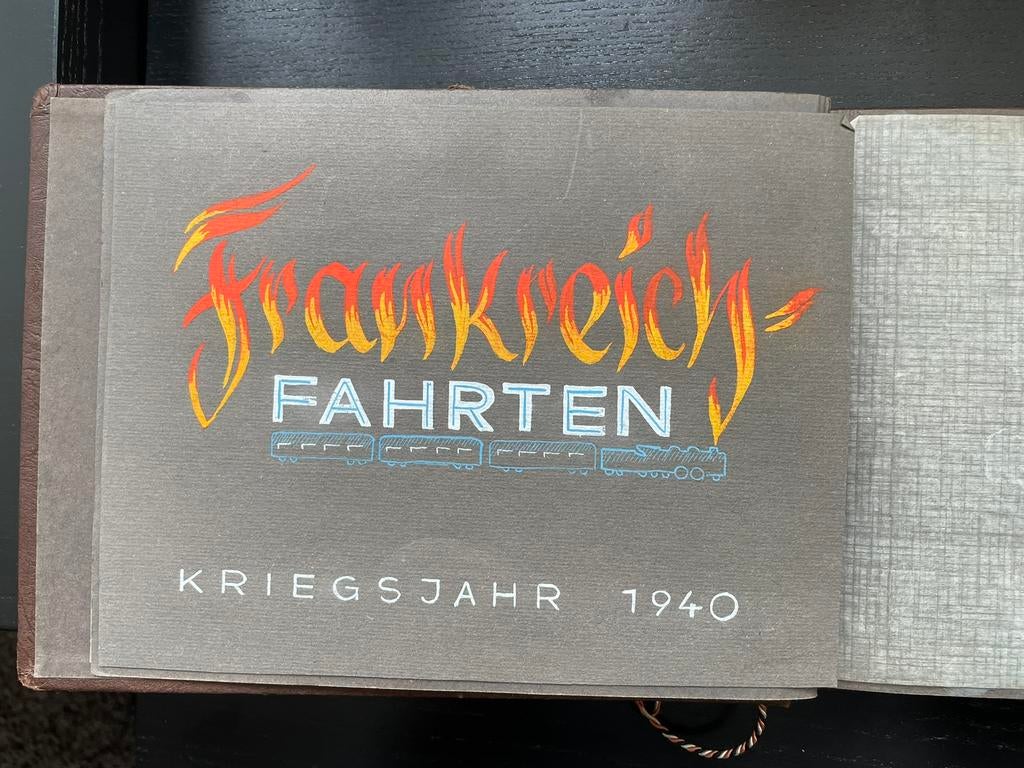 Frankreich-
FAHRTEN
KRIEGSJAHR 1940